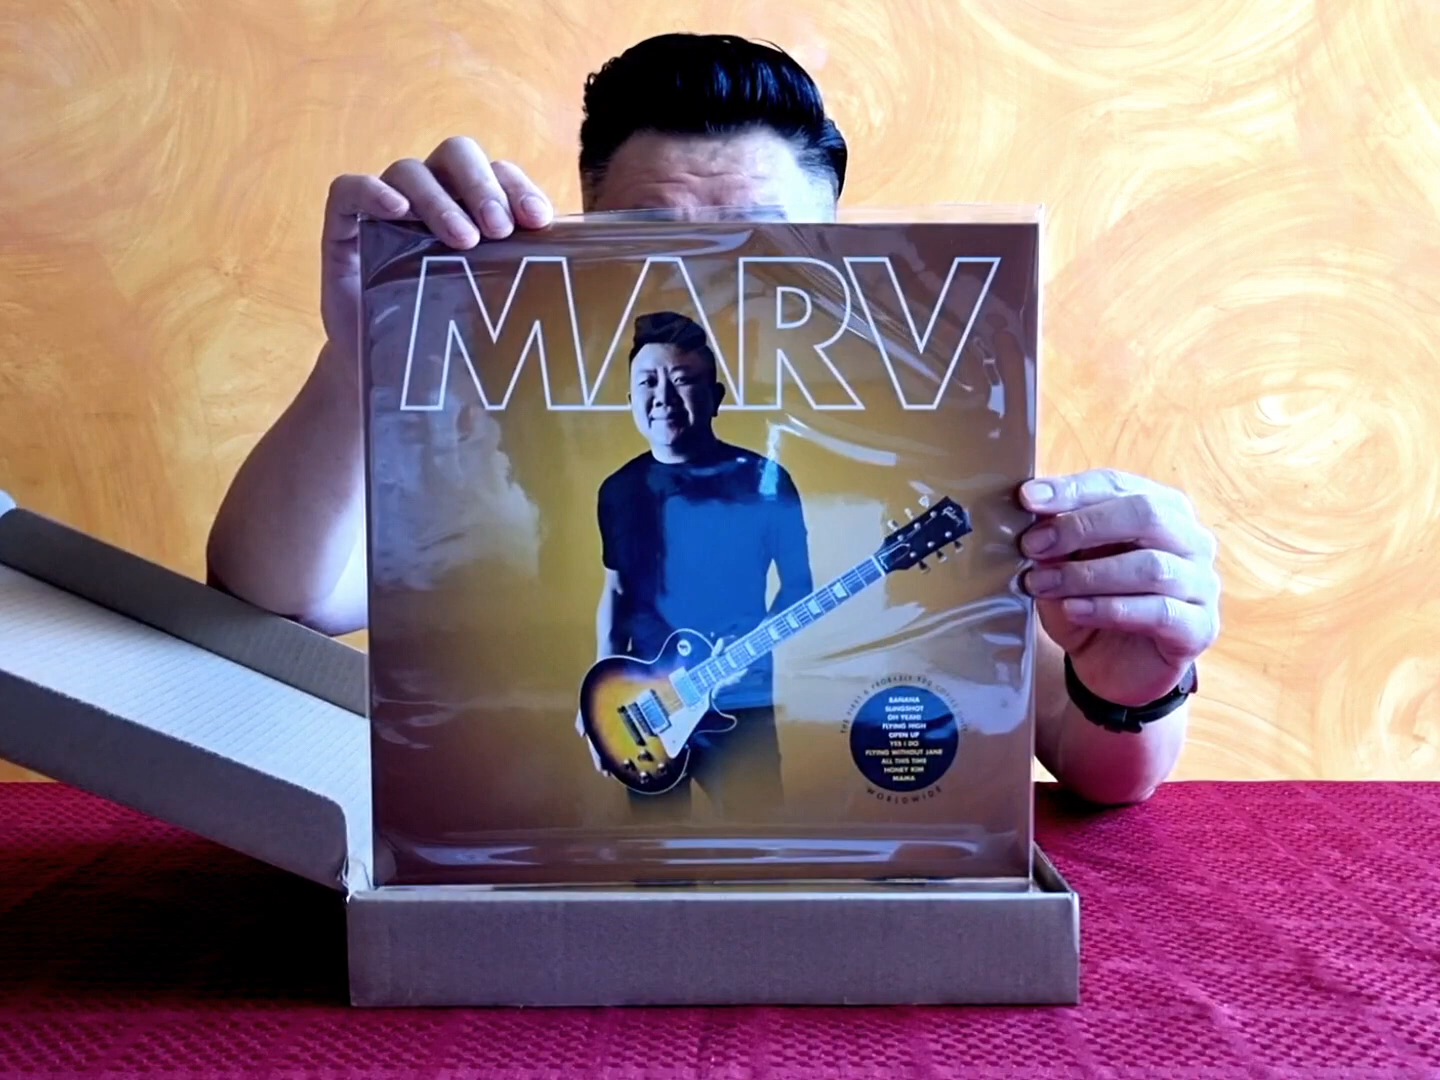 MARV
Gibson
BANANA
SLINGSHOT
OH YEAH!
FLYING HIGH
OPEN UP
YES I DO
FLYING WITHOUT JANE
ALL THIS TIME
HONEY KIM
MAMA
WORLDWIDE